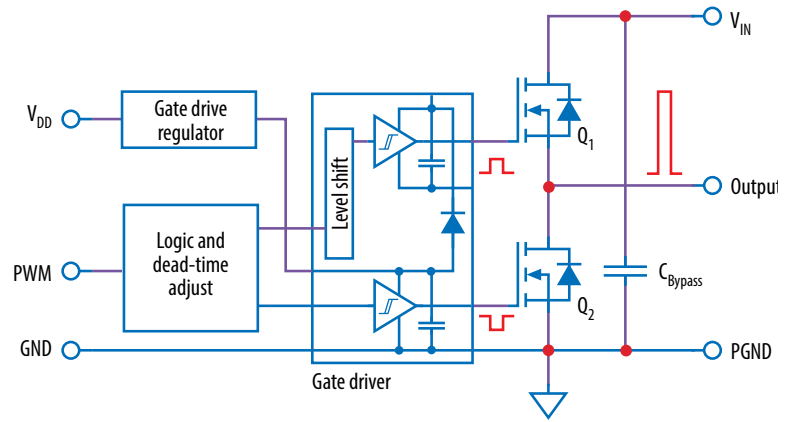 V_IN
V_DD
Gate drive
regulator
Level shift
Q_1
Output
Logic and
dead-time
adjust
PWM
C_Bypass
Q_2
GND
PGND
Gate driver